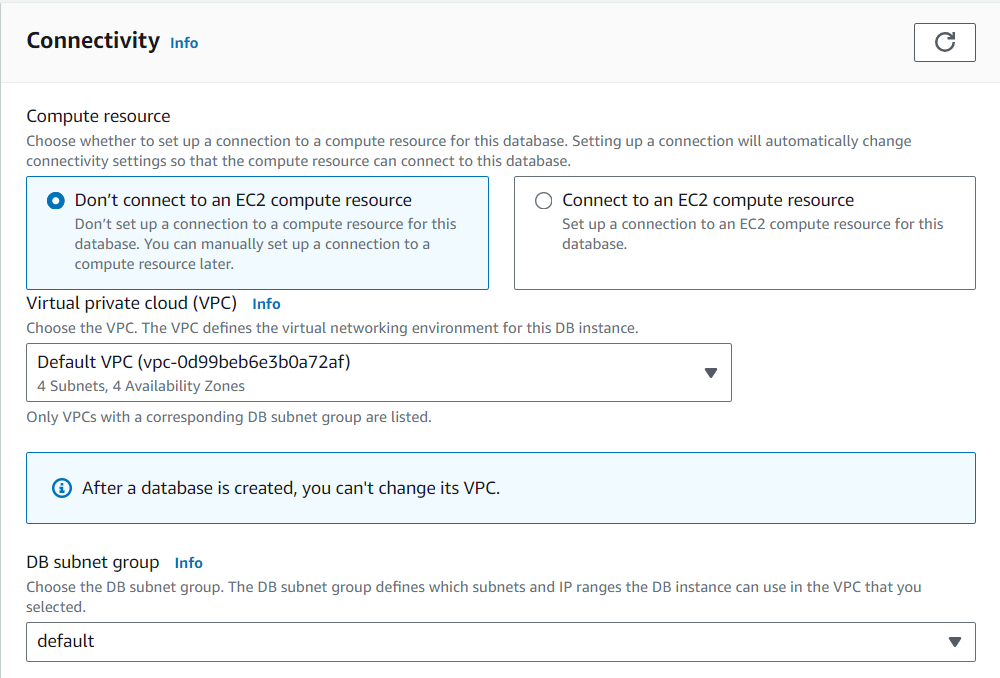 Connectivity Info
Compute resource
Choose whether to set up a connection to a compute resource for this database. Setting up a connection will automatically change
connectivity settings so that the compute resource can connect to this database.
Don’t connect to an EC2 compute resource
Don’t set up a connection to a compute resource for this
database. You can manually set up a connection to a
compute resource later.
Connect to an EC2 compute resource
Set up a connection to an EC2 compute resource for this
database.
Virtual private cloud (VPC) Info
Choose the VPC. The VPC defines the virtual networking environment for this DB instance.
Default VPC (vpc-0d99beb6e3b0a72af)
4 Subnets, 4 Availability Zones
Only VPCs with a corresponding DB subnet group are listed.
After a database is created, you can't change its VPC.
DB subnet group Info
Choose the DB subnet group. The DB subnet group defines which subnets and IP ranges the DB instance can use in the VPC that you
selected.
default